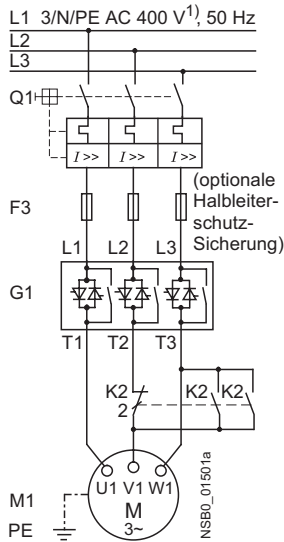 L1 3/N/PE AC 400 V1), 50 Hz
L2
L3
Q1
I >> I >> I >>
(optionale
Halbleiter-
schutz-
Sicherung)
F3
L1 L2 L3
G1
T1 T2 T3
K2 K2 K2
2
U1 V1 W1
M
3~
M1
PE
NSB0_01501a